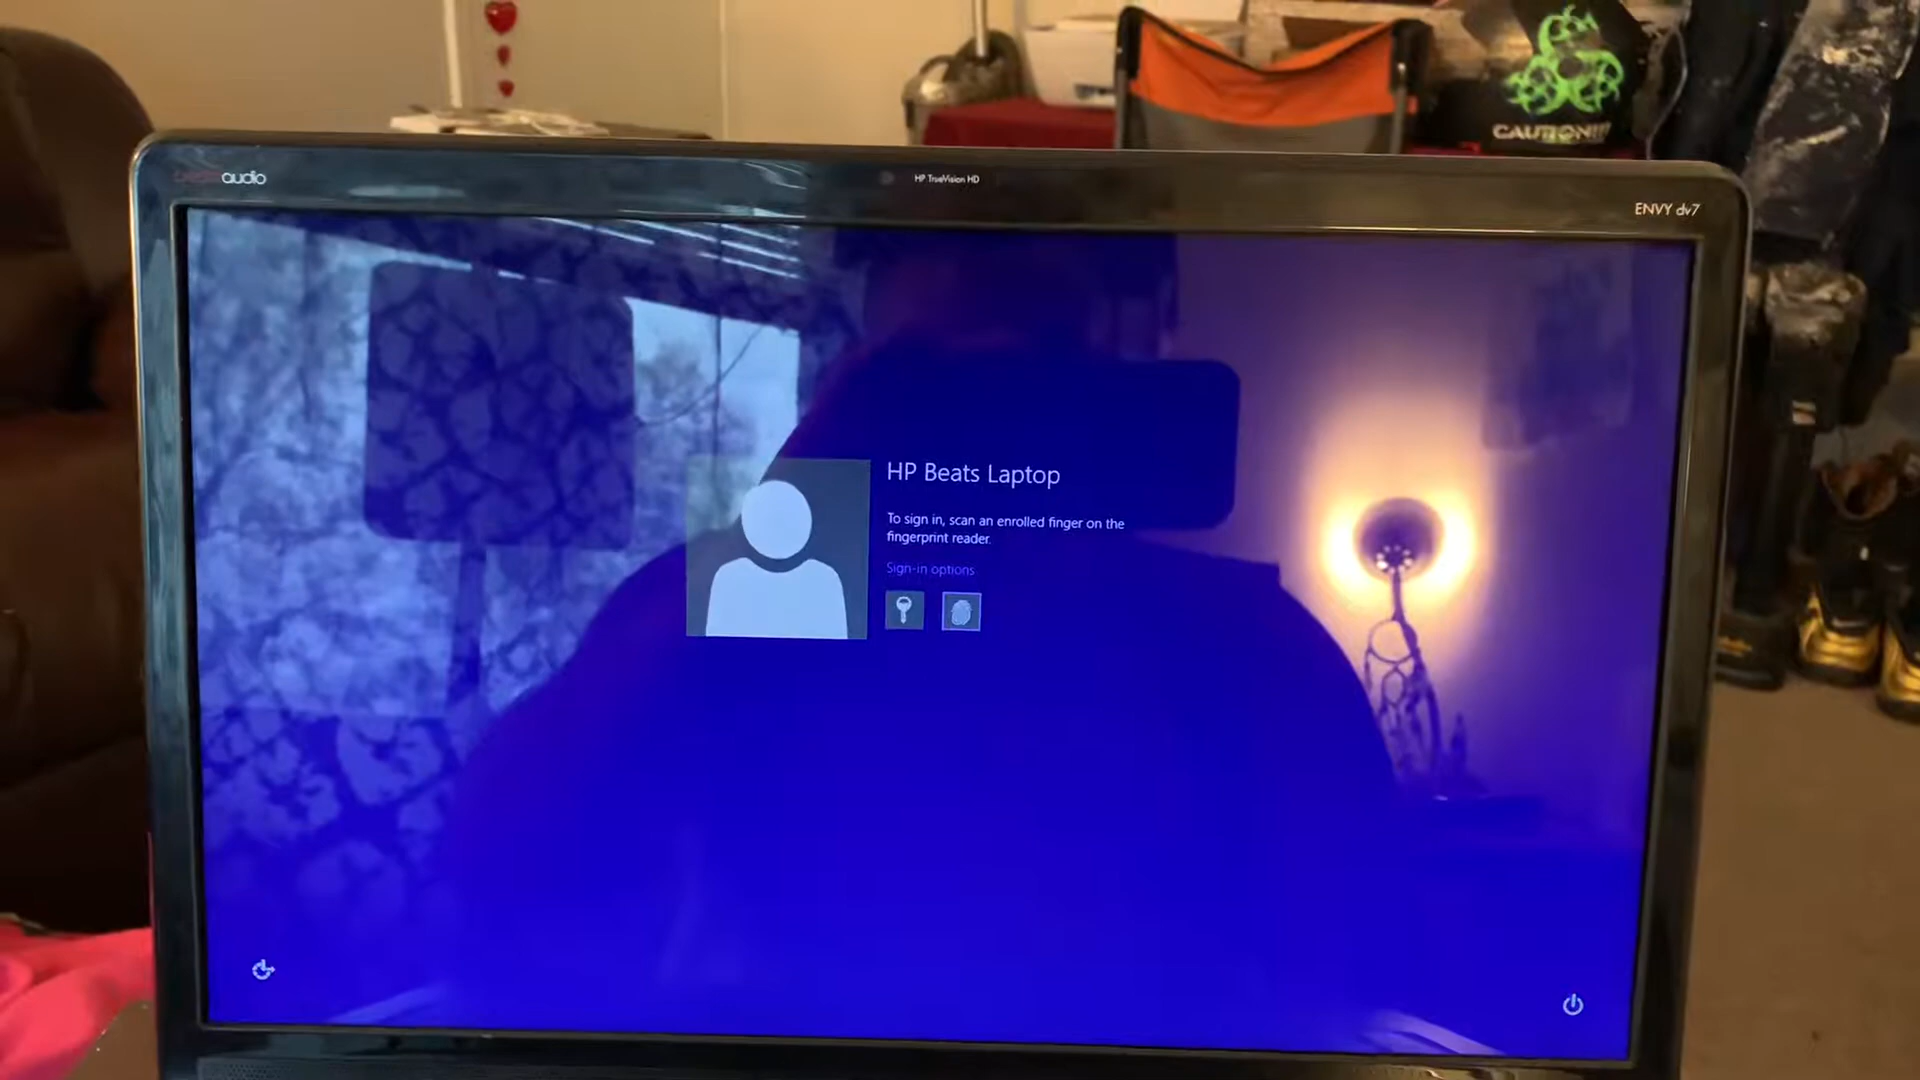 CAUTION!!!
beats audio
HP TrueVision HD
ENVY dv7
HP Beats Laptop
To sign in, scan an enrolled finger on the
fingerprint reader.
Sign-in options